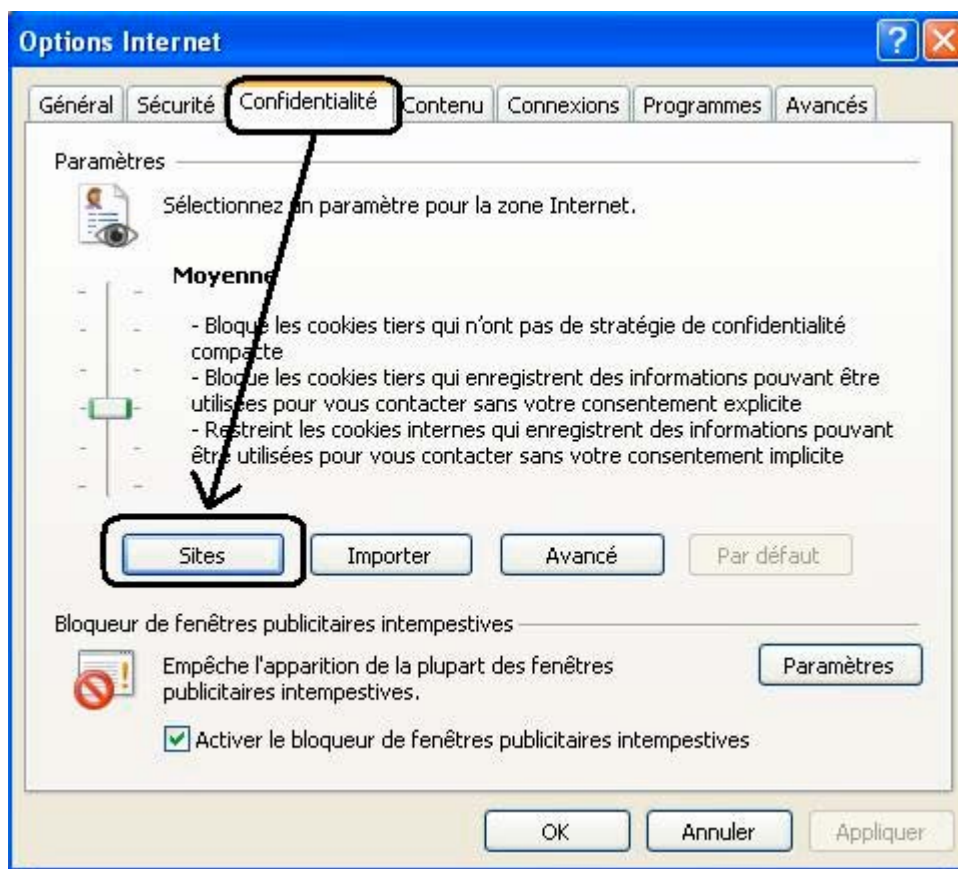 Options Internet
Général Sécurité Confidentialité Contenu Connexions Programmes Avancés
Paramètres
Sélectionnez un paramètre pour la zone Internet.
Moyenne
- Bloque les cookies tiers qui n'ont pas de stratégie de confidentialité
compacte
- Bloque les cookies tiers qui enregistrent des informations pouvant être
utilisées pour vous contacter sans votre consentement explicite
- Restreint les cookies internes qui enregistrent des informations pouvant
être utilisées pour vous contacter sans votre consentement implicite
Sites Importer Avancé Par défaut
Bloqueur de fenêtres publicitaires intempestives
Empêche l'apparition de la plupart des fenêtres
publicitaires intempestives.
Paramètres
Activer le bloqueur de fenêtres publicitaires intempestives
OK Annuler Appliquer